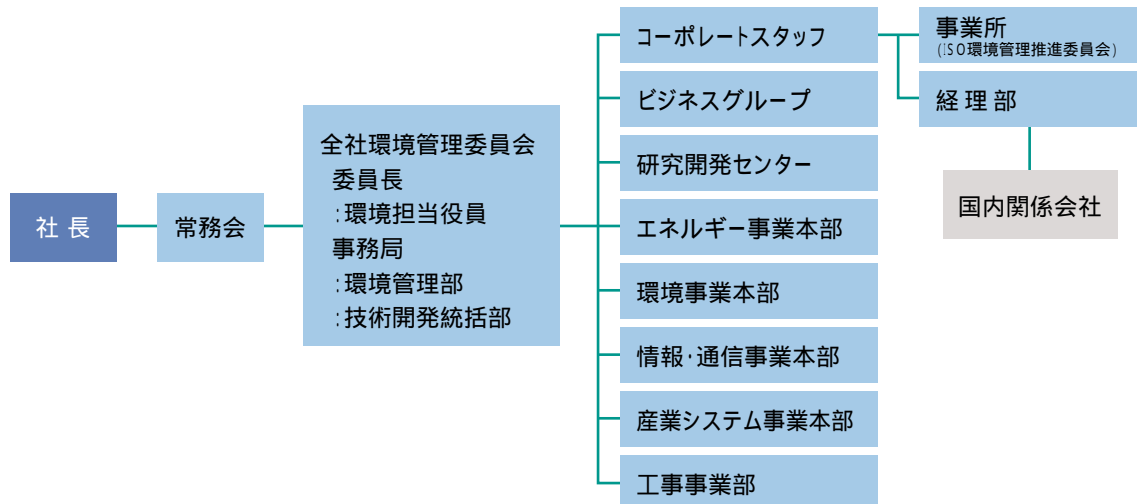 社長
常務会
全社環境管理委員会
委員長
:環境担当役員
事務局
:環境管理部
:技術開発統括部
コーポレートスタッフ
ビジネスグループ
研究開発センター
エネルギー事業本部
環境事業本部
情報・通信事業本部
産業システム事業本部
工事事業部
事業所
(ISO環境管理推進委員会)
経理部
国内関係会社